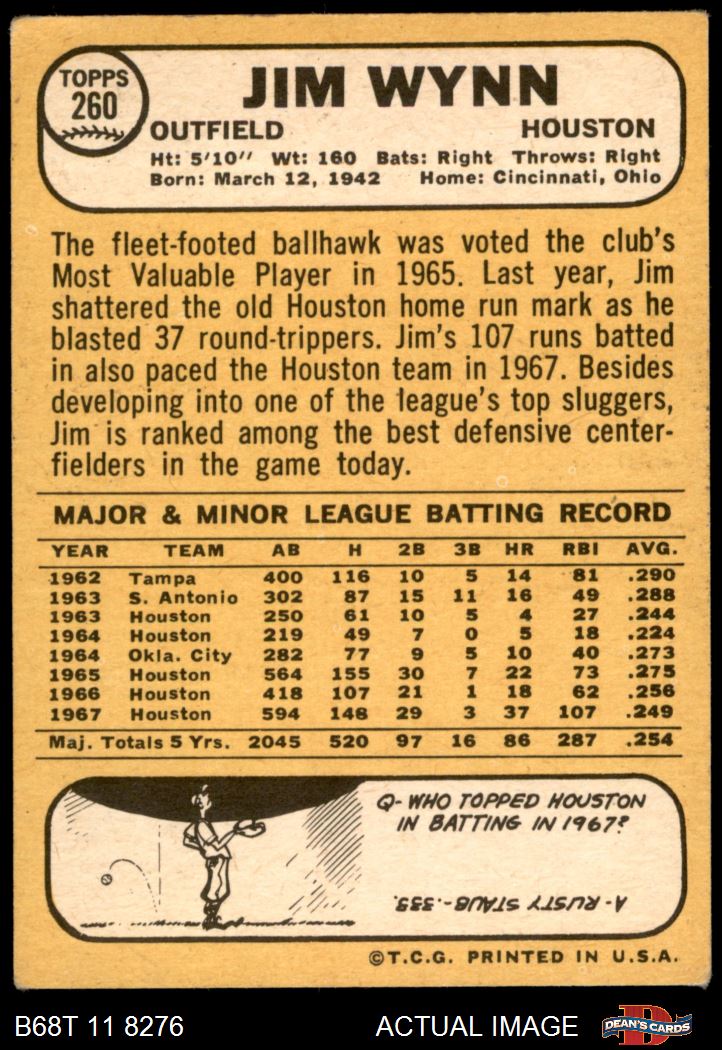 TOPPS
260
JIM WYNN
OUTFIELD HOUSTON
Ht: 5'10" Wt: 160 Bats: Right Throws: Right
Born: March 12, 1942 Home: Cincinnati, Ohio
The fleet-footed ballhawk was voted the club's
Most Valuable Player in 1965. Last year, Jim
shattered the old Houston home run mark as he
blasted 37 round-trippers. Jim's 107 runs batted
in also paced the Houston team in 1967. Besides
developing into one of the league's top sluggers,
Jim is ranked among the best defensive center-
fielders in the game today.
MAJOR & MINOR LEAGUE BATTING RECORD
YEAR TEAM AB H 2B 3B HR RBI AVG.
1962 Tampa 400 116 10 5 14 81 .290
1963 S. Antonio 302 87 15 11 16 49 .288
1963 Houston 250 61 10 5 4 27 .244
1964 Houston 219 49 7 0 5 18 .224
1964 Okla. City 282 77 9 5 10 40 .273
1965 Houston 564 155 30 7 22 73 .275
1966 Houston 418 107 21 1 18 62 .256
1967 Houston 594 148 29 3 37 107 .249
Maj. Totals 5 Yrs. 2045 520 97 16 86 287 .254
Q-WHO TOPPED HOUSTON
IN BATTING IN 1967?
A-RUSTY STAUB-.333.
©T.C.G. PRINTED IN U.S.A.
B68T 11 8276 ACTUAL IMAGE DEAN'S CARDS